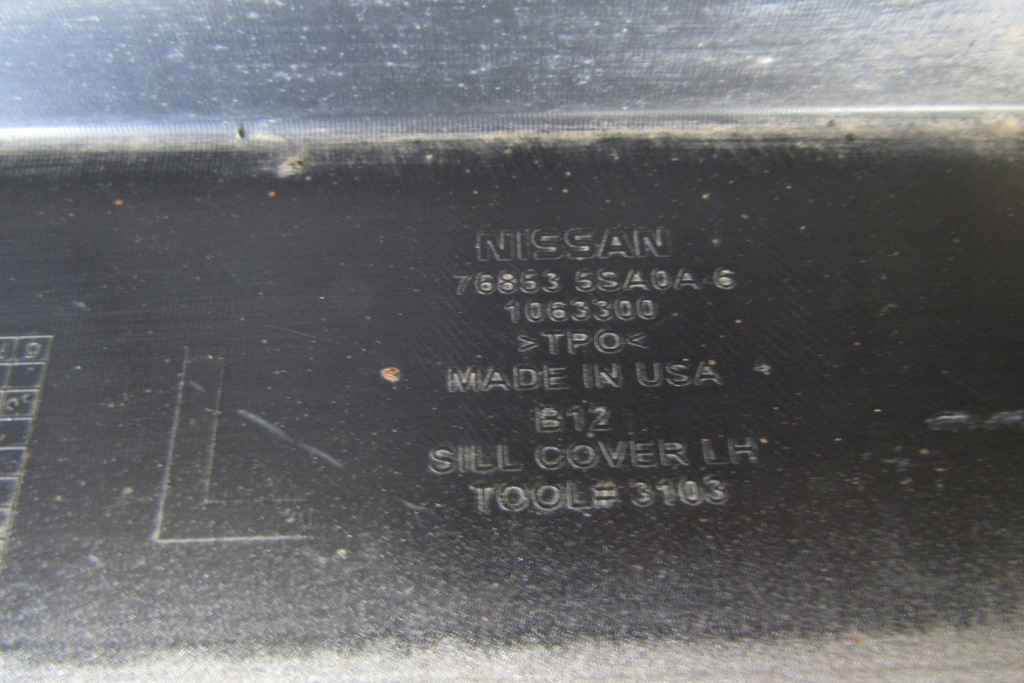 NISSAN
76853 5SA0A-6
1063300
>TPO<
MADE IN USA
B12
SILL COVER LH
TOOL# 3103
L